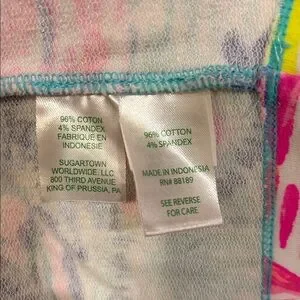 96% COTTON
4% SPANDEX
FABRIQUE EN
INDONESIE
SUGARTOWN
WORLDWIDE, LLC
800 THIRD AVENUE
KING OF PRUSSIA, PA
96% COTTON
4% SPANDEX
MADE IN INDONESIA
RN# 88189
SEE REVERSE
FOR CARE